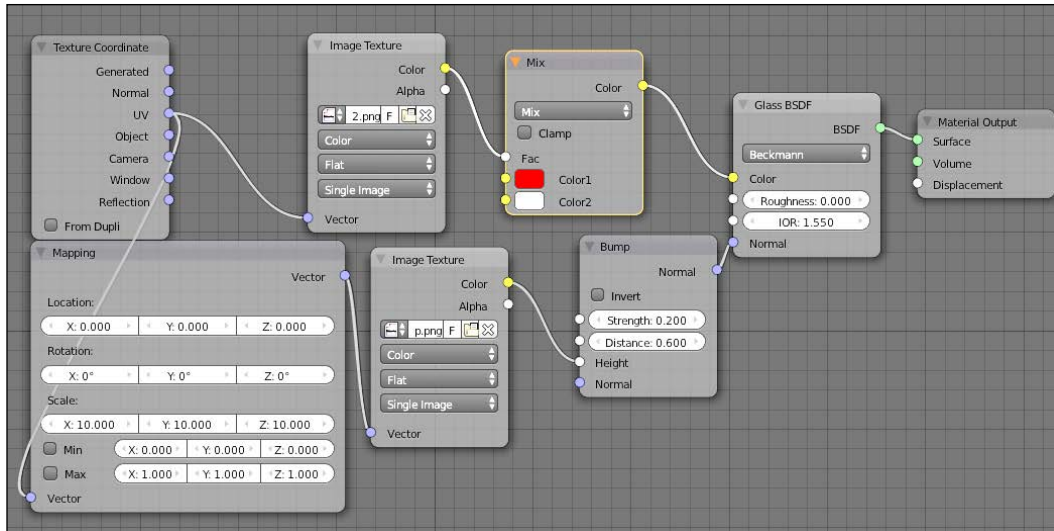 Texture Coordinate
Generated
Normal
UV
Object
Camera
Window
Reflection
From Dupli
Image Texture
Color
Alpha
2.png F
Color
Flat
Single Image
Vector
Mix
Color
Mix
Clamp
Fac
Color1
Color2
Glass BSDF
BSDF
Beckmann
Color
Roughness: 0.000
IOR: 1.550
Normal
Material Output
Surface
Volume
Displacement
Mapping
Vector
Location:
X: 0.000 Y: 0.000 Z: 0.000
Rotation:
X: 0° Y: 0° Z: 0°
Scale:
X: 10.000 Y: 10.000 Z: 10.000
Min X: 0.000 Y: 0.000 Z: 0.000
Max X: 1.000 Y: 1.000 Z: 1.000
Vector
Image Texture
Color
Alpha
p.png F
Color
Flat
Single Image
Vector
Bump
Normal
Invert
Strength: 0.200
Distance: 0.600
Height
Normal